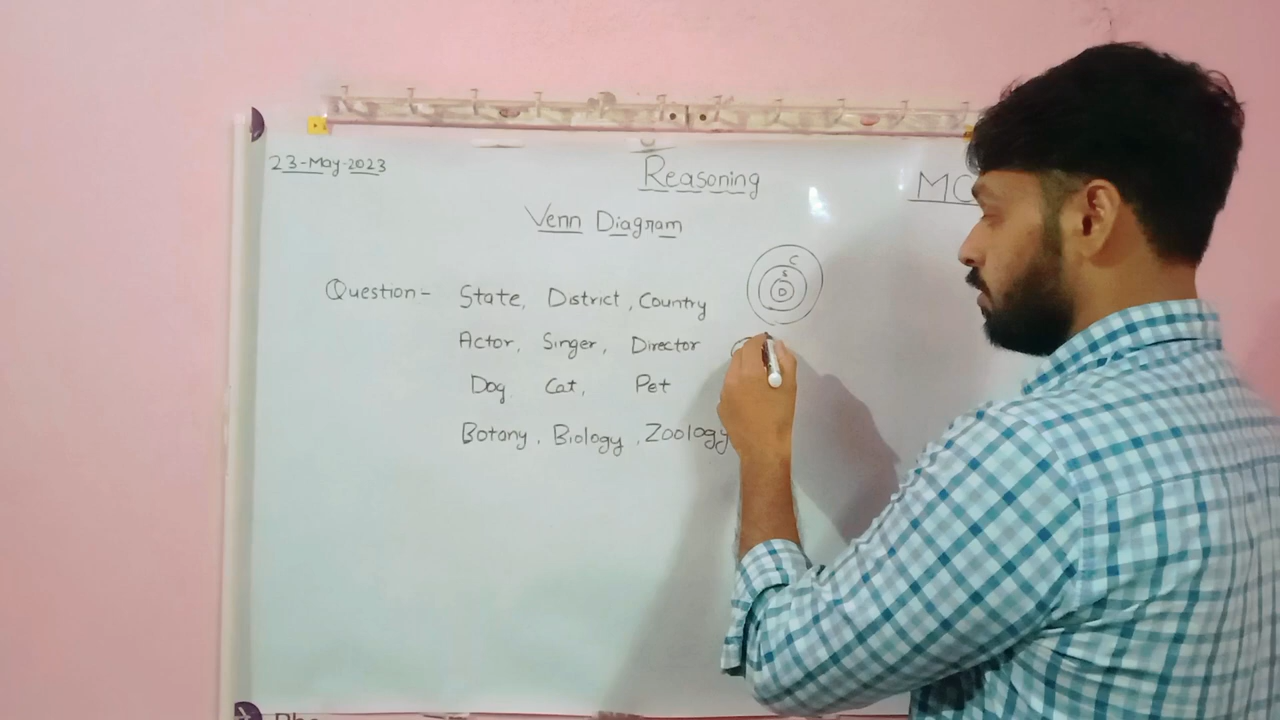 23-May-2023
Reasoning
MC
Venn Diagram
C
S
D
Question- State, District, Country
Actor, Singer, Director
Dog Cat, Pet
Botany, Biology, Zoology